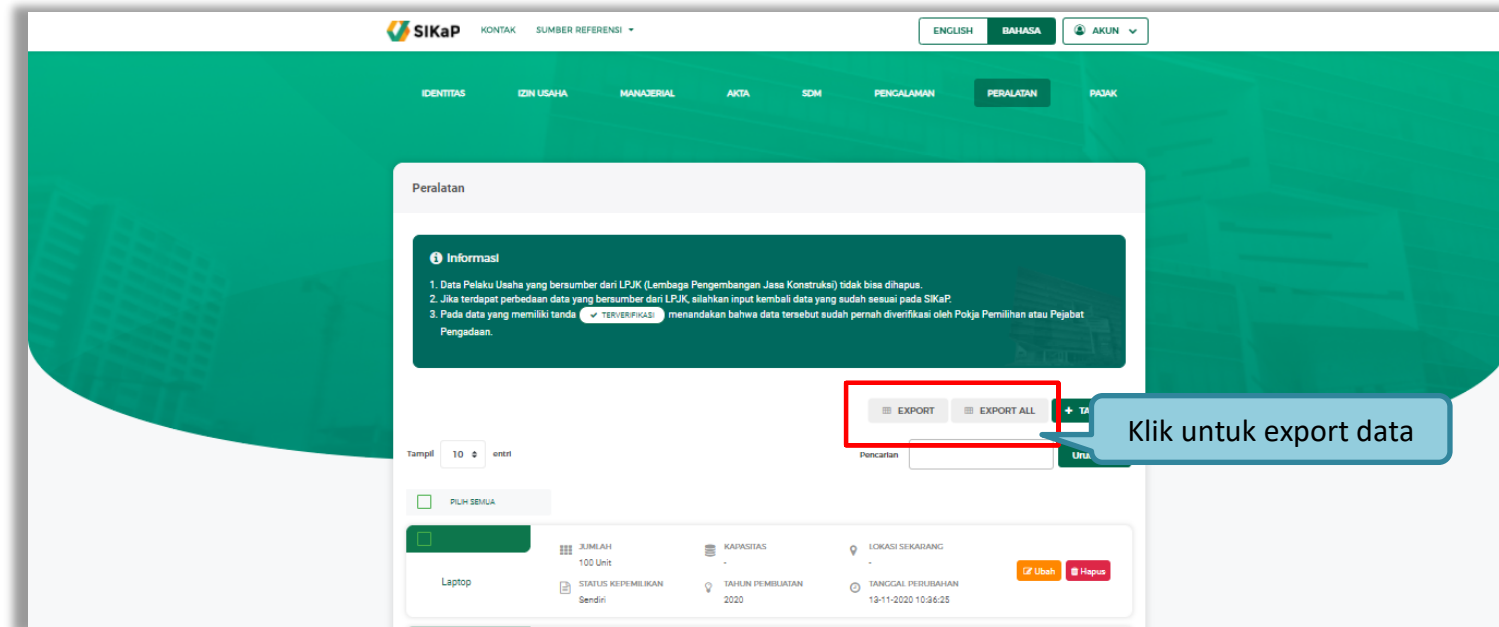 SIKaP KONTAK SUMBER REFERENSI ENGLISH BAHASA AKUN
IDENTITAS IZIN USAHA MANAJERIAL AKTA SDM PENGALAMAN PERALATAN PAJAK
Peralatan
Informasi
1. Data Pelaku Usaha yang bersumber dari LPJK (Lembaga Pengembangan Jasa Konstruksi) tidak bisa dihapus.
2. Jika terdapat perbedaan data yang bersumber dari LPJK, silahkan input kembali data yang sudah sesuai pada SIKaP.
3. Pada data yang memiliki tanda TERVERIFIKASI menandakan bahwa data tersebut sudah pernah diverifikasi oleh Pokja Pemilihan atau Pejabat
Pengadaan.
EXPORT EXPORT ALL +
Klik untuk export data
Tampil 10 entri Pencarian
PILIH SEMUA
JUMLAH KAPASITAS LOKASI SEKARANG
100 Unit - -
Ubah Hapus
Laptop STATUS KEPEMILIKAN TAHUN PEMBUATAN TANGGAL PERUBAHAN
Sendiri 2020 13-11-2020 10:36:25